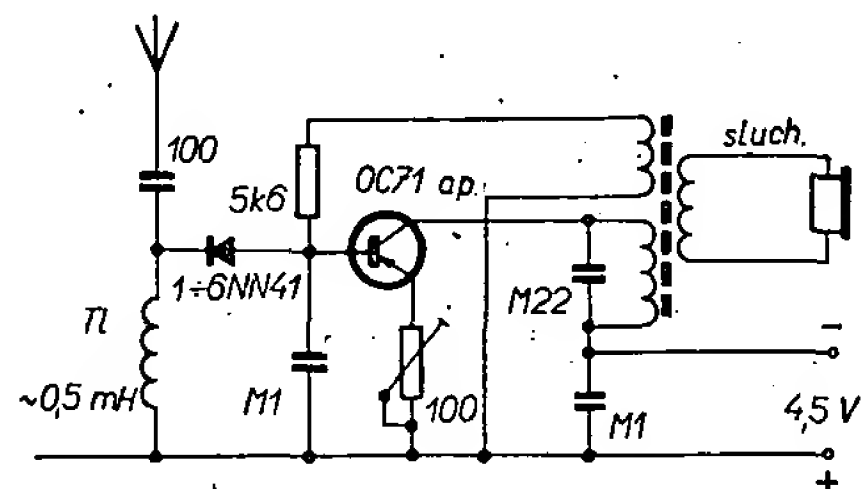 100
5k6
OC71 ap.
sluch.
1÷6NN41
M22
Tl
~0,5 mH
M1
100
M1
4,5 V
−
+